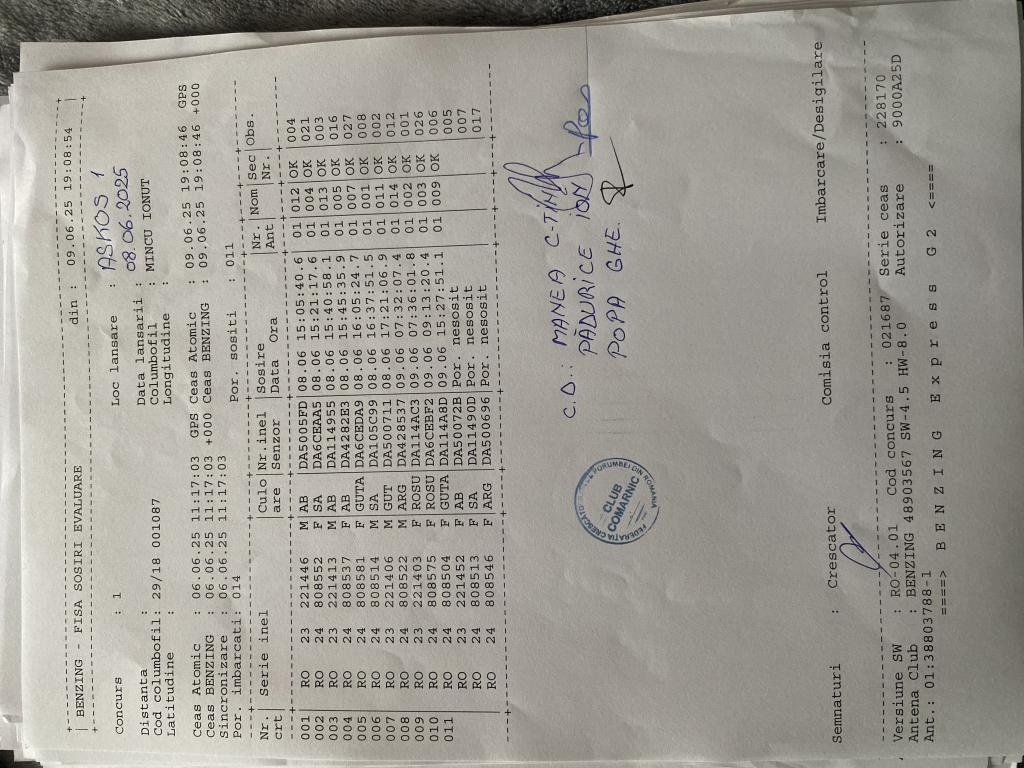 BENZING - FISA SOSIRI EVALUARE din : 09.06.25 19:08:54
Concurs : 1 Loc lansare : ASKOS 1
Distanta : Data lansarii : 08.06.2025
Cod columbofil: 29/18 001087 Columbofil : MINCU IONUT
Latitudine : Longitudine :
Ceas Atomic : 06.06.25 11:17:03 GPS Ceas Atomic : 09.06.25 19:08:46 GPS
Ceas BENZING : 06.06.25 11:17:03 +000 Ceas BENZING : 09.06.25 19:08:46 +000
Sincronizare : 06.06.25 11:17:03
Por. imbarcati: 014 Por. sositi : 011
Nr. | Serie inel |Culo|Nr.inel |Sosire |Nr. |Nom|Sec|Obs.
crt |are |Senzor |Data Ora |Ant |Nr.
001 RO 23 221446 M AB DA5005FD 08.06 15:05:40.6 01 012 OK 004
002 RO 24 808552 F SA DA6CEAA5 08.06 15:21:17.6 01 004 OK 021
003 RO 23 221413 M AB DA114955 08.06 15:40:58.1 01 013 OK 003
004 RO 24 808537 F AB DA4282E3 08.06 15:45:35.9 01 005 OK 016
005 RO 24 808581 F GUTA DA6CEDA9 08.06 16:05:24.7 01 007 OK 027
006 RO 24 808514 M SA DA105C99 08.06 16:37:51.5 01 001 OK 008
007 RO 23 221406 M GUT DA500711 08.06 17:21:06.9 01 011 OK 002
008 RO 24 808522 M ARG DA428537 09.06 07:32:07.4 01 014 OK 012
009 RO 23 221403 F ROSU DA114AC3 09.06 07:36:01.8 01 002 OK 001
010 RO 24 808575 F ROSU DA6CEBF2 09.06 09:13:20.4 01 003 OK 026
011 RO 24 808504 F GUTA DA114A8D 09.06 15:27:51.1 01 009 OK 006
RO 23 221452 F AB DA50072B Por. nesosit 005
RO 24 808513 F SA DA11490D Por. nesosit 007
RO 24 808546 F ARG DA500696 Por. nesosit 017
C.O.: MANEA C-TIN
PADURICE ION
POPA GHE.
FEDERATIA CRESCATORILOR DE PORUMBEI DIN ROMANIA
CLUB
COMARNIC
Semnaturi : Crescator Comisia control Imbarcare/Desigilare
Versiune SW : RO-04.01 Cod concurs : 021687 Serie ceas : 228170
Antena Club : BENZING 48903567 SW-4.5 HW-8.0 Autorizare : 9000A25D
Ant.: 01:38803788-1
====> B E N Z I N G E x p r e s s G 2 <====